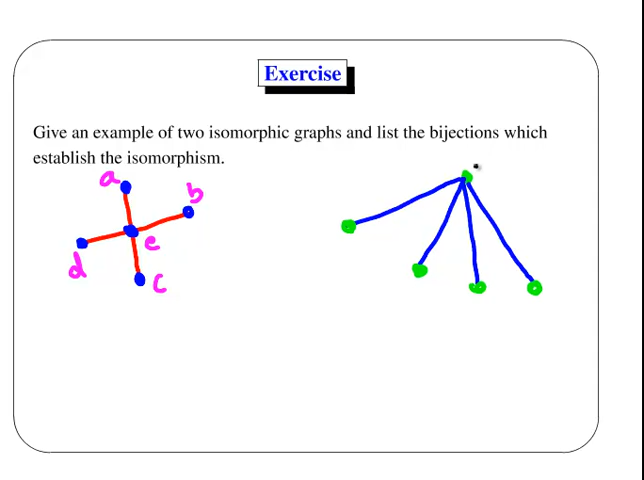 Exercise
Give an example of two isomorphic graphs and list the bijections which
establish the isomorphism.
a
b
e
d
c